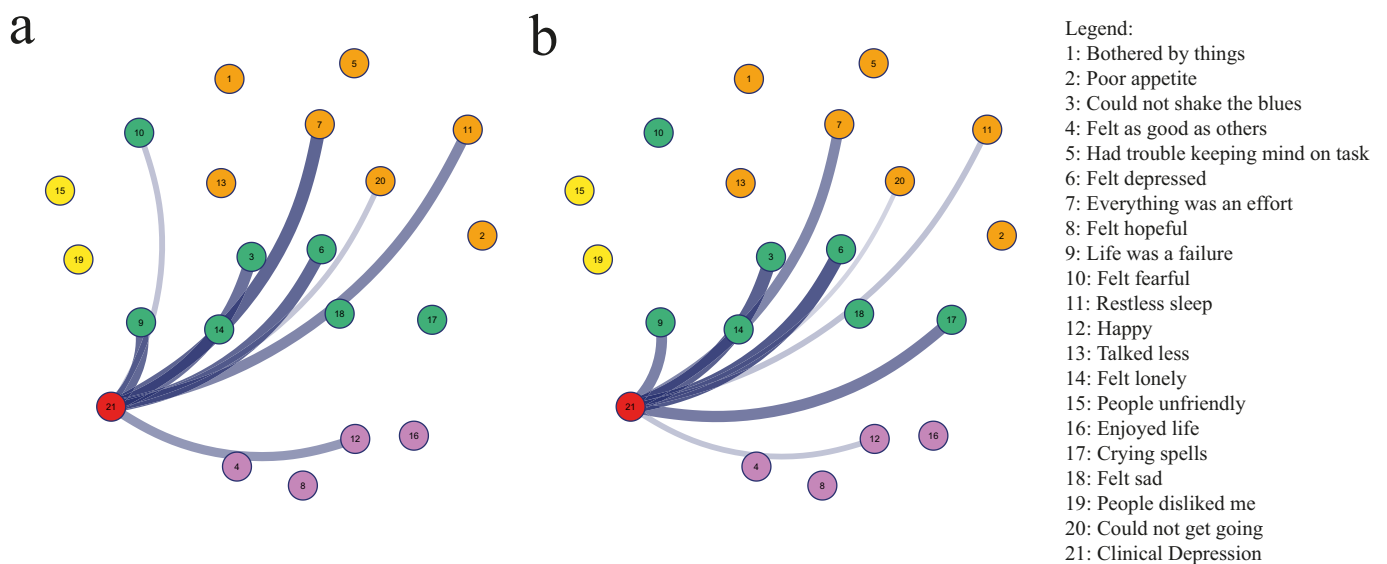 a
1
5
10
7
11
15
13
20
19
3
6
2
9
14
18
17
21
12
16
4
8
b
1
5
10
7
11
15
13
20
19
3
6
2
9
14
18
17
21
12
16
4
8
Legend:
1: Bothered by things
2: Poor appetite
3: Could not shake the blues
4: Felt as good as others
5: Had trouble keeping mind on task
6: Felt depressed
7: Everything was an effort
8: Felt hopeful
9: Life was a failure
10: Felt fearful
11: Restless sleep
12: Happy
13: Talked less
14: Felt lonely
15: People unfriendly
16: Enjoyed life
17: Crying spells
18: Felt sad
19: People disliked me
20: Could not get going
21: Clinical Depression